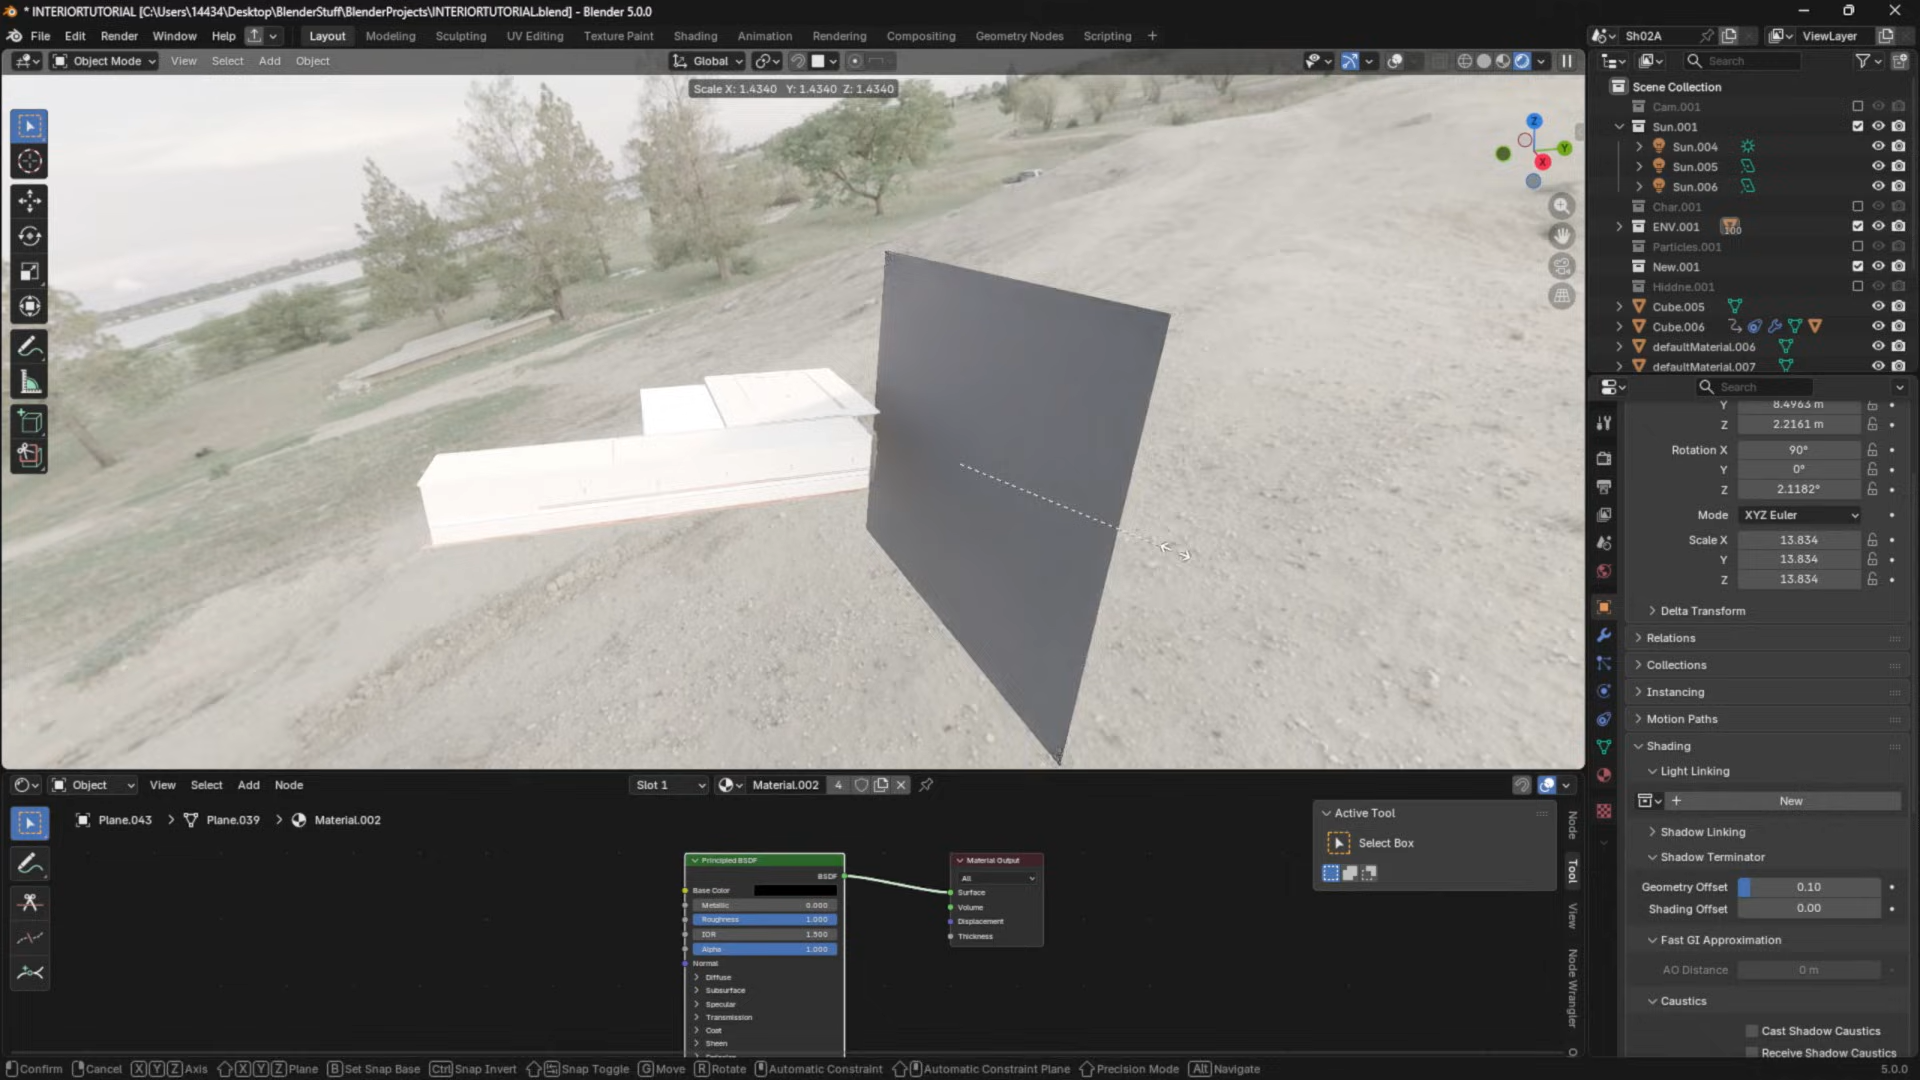 * INTERIORTUTORIAL [C:\Users\14434\Desktop\BlenderStuff\BlenderProjects\INTERIORTUTORIAL.blend] - Blender 5.0.0
File Edit Render Window Help Layout Modeling Sculpting UV Editing Texture Paint Shading Animation Rendering Compositing Geometry Nodes Scripting + Sh02A ViewLayer
Object Mode View Select Add Object Global Search
Scale X: 1.4340 Y: 1.4340 Z: 1.4340
Z
Y
X
Scene Collection
Cam.001
Sun.001
Sun.004
Sun.005
Sun.006
Char.001
ENV.001 100
Particles.001
New.001
Hiddne.001
Cube.005
Cube.006
defaultMaterial.006
defaultMaterial.007
Search
Y 8.4963 m
Z 2.2161 m
Rotation X 90°
Y 0°
Z 2.1182°
Mode XYZ Euler
Scale X 13.834
Y 13.834
Z 13.834
Delta Transform
Relations
Collections
Instancing
Motion Paths
Shading
Light Linking
+ New
Shadow Linking
Shadow Terminator
Geometry Offset 0.10
Shading Offset 0.00
Fast GI Approximation
AO Distance 0 m
Caustics
Cast Shadow Caustics
Receive Shadow Caustics
Object View Select Add Node Slot 1 Material.002 4
Plane.043 > Plane.039 > Material.002
Principled BSDF
BSDF
Base Color
Metallic 0.000
Roughness 1.000
IOR 1.500
Alpha 1.000
Normal
Diffuse
Subsurface
Specular
Transmission
Coat
Sheen
Material Output
All
Surface
Volume
Displacement
Thickness
Active Tool
Select Box
Node
Tool
View
Node Wrangler
Confirm Cancel X Y Z Axis X Y Z Plane B Set Snap Base Ctrl Snap Invert Snap Toggle G Move R Rotate Automatic Constraint Automatic Constraint Plane Precision Mode Alt Navigate 5.0.0